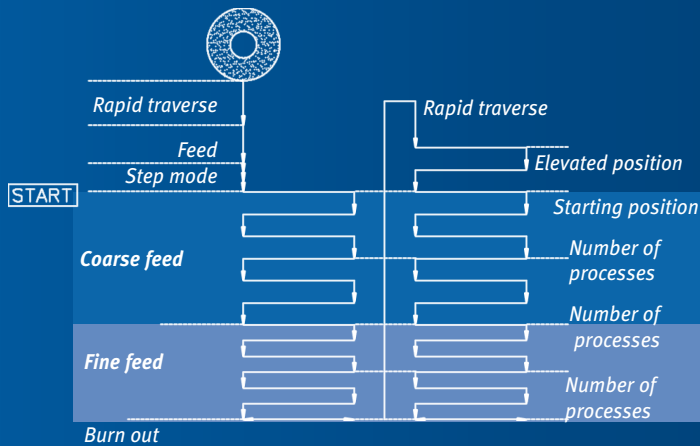 Rapid traverse
Rapid traverse
Feed
Elevated position
Step mode
START
Starting position
Coarse feed
Number of
processes
Number of
processes
Fine feed
Number of
processes
Burn out